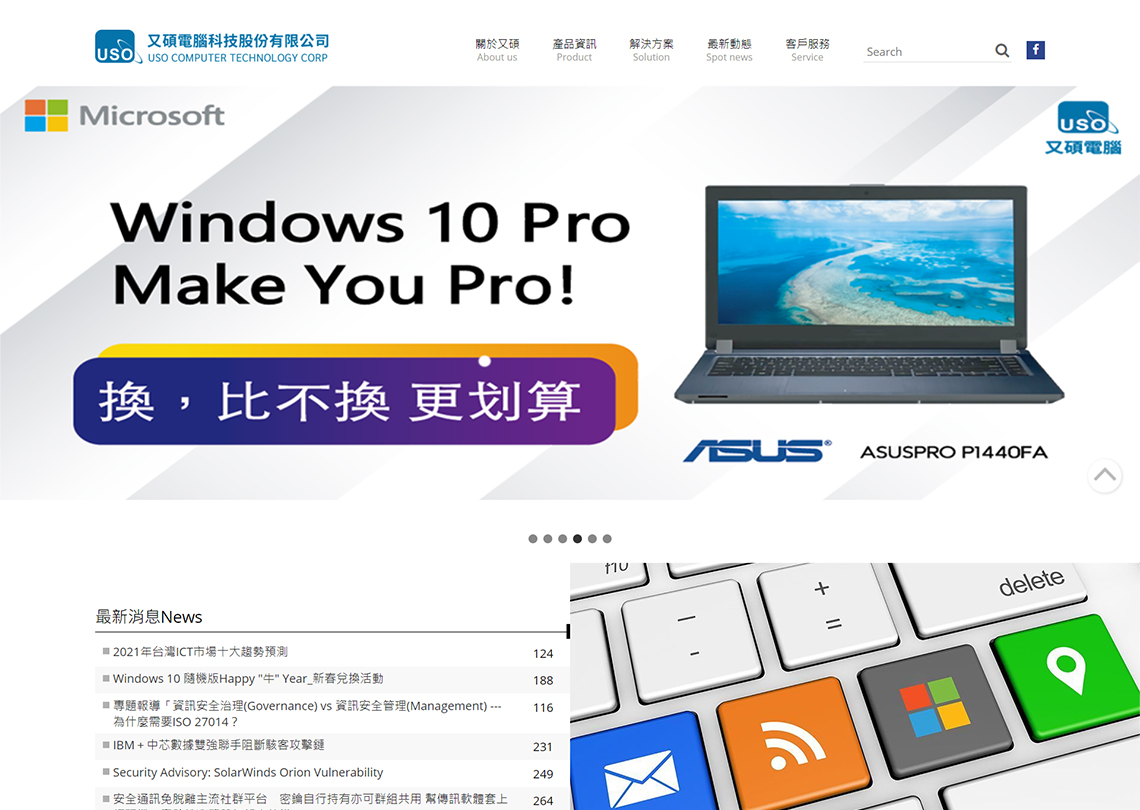 USO
又碩電腦科技股份有限公司
USO COMPUTER TECHNOLOGY CORP
關於又碩
About us
產品資訊
Product
解決方案
Solution
最新動態
Spot news
客戶服務
Service
Search
f
Microsoft
USO
又碩電腦
Windows 10 Pro
Make You Pro!
換，比不換 更划算
ASUS®
ASUSPRO P1440FA
最新消息News
2021年台灣ICT市場十大趨勢預測
124
Windows 10 隨機版Happy "牛" Year_新春兌換活動
188
專題報導「 資訊安全治理(Governance) vs 資訊安全管理(Management) ---
為什麼需要ISO 27014？
116
IBM + 中芯數據雙強聯手阻斷駭客攻擊鏈
231
Security Advisory: SolarWinds Orion Vulnerability
249
安全通訊免脫離主流社群平台　密鑰自行持有亦可群組共用 幫傳訊軟體套上
264
f10
delete
+
=